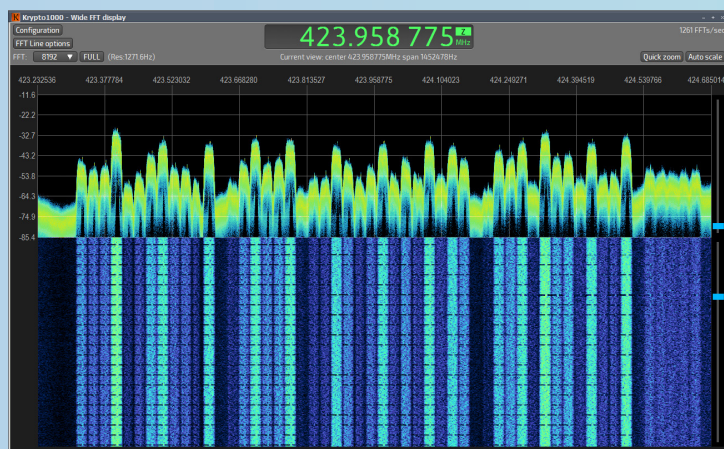 Krypto1000 - Wide FFT display
Configuration
FFT Line options
423.958 775 Z MHz
1261 FFTs/sec
FFT: 8192 FULL (Res:1271.6Hz)
Current view: center 423.958775MHz span 1452478Hz
Quick zoom Auto scale
423.232536 423.377784 423.523032 423.668280 423.813527 423.958775 424.104023 424.249271 424.394519 424.539766 424.685014
-11.6
-22.2
-32.7
-43.2
-53.8
-64.3
-74.9
-85.4